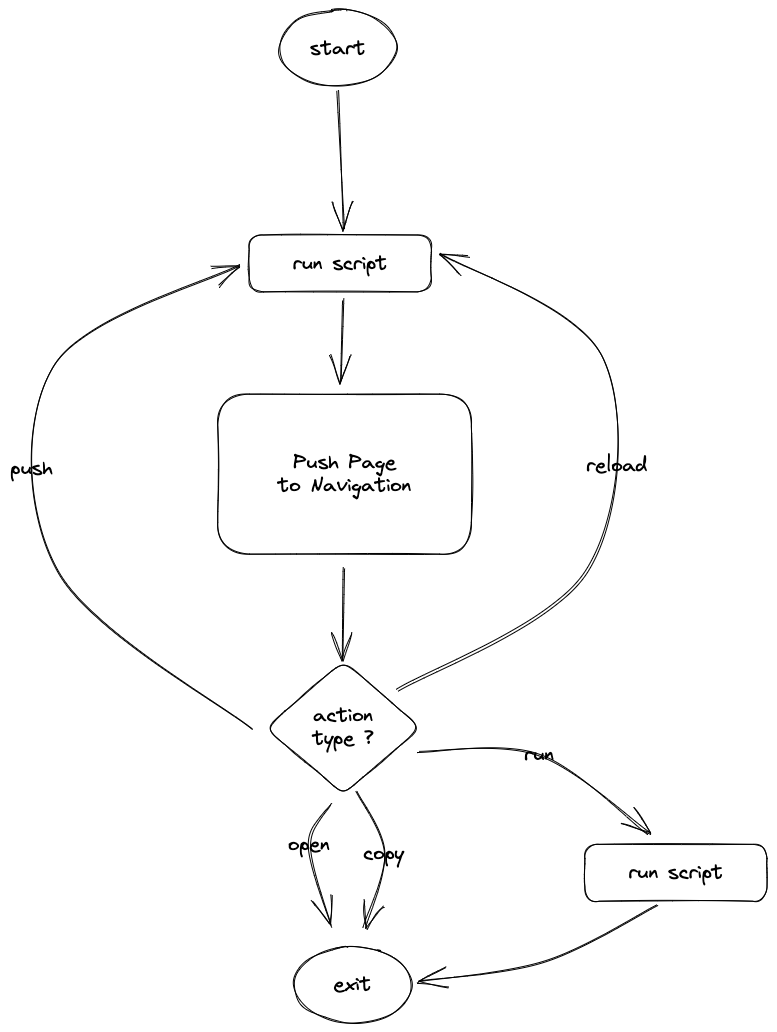 start
run script
Push Page
to Navigation
push
reload
action
type ?
run
open
copy
run script
exit